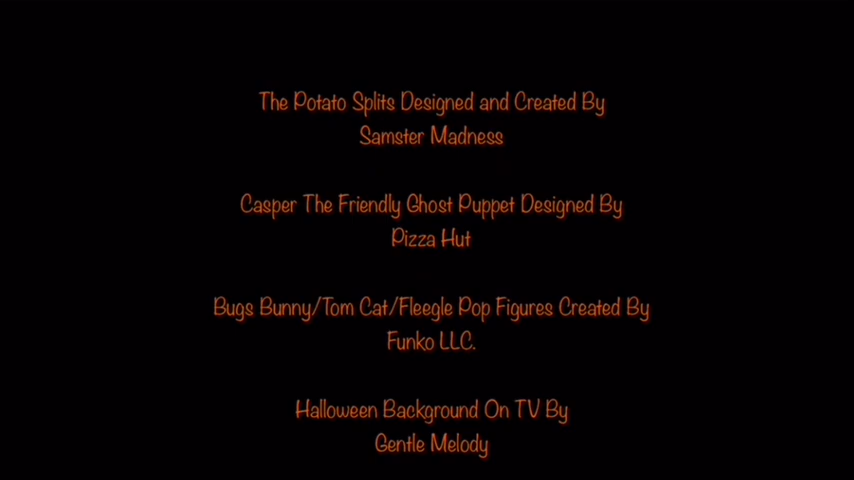 The Potato Splits Designed and Created By
Samster Madness
Casper The Friendly Ghost Puppet Designed By
Pizza Hut
Bugs Bunny/Tom Cat/Fleegle Pop Figures Created By
Funko LLC.
Halloween Background On TV By
Gentle Melody